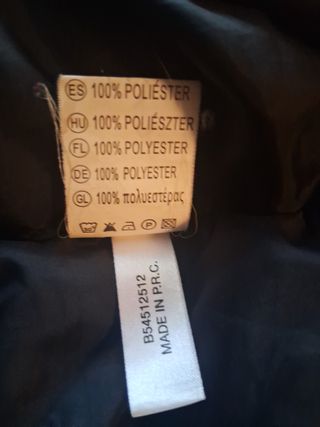 ES 100% POLIÉSTER
HU 100% POLIÉSZTER
FL 100% POLYESTER
DE 100% POLYESTER
GL 100% πολυεστέρας
B54512512
MADE IN P.R.C.